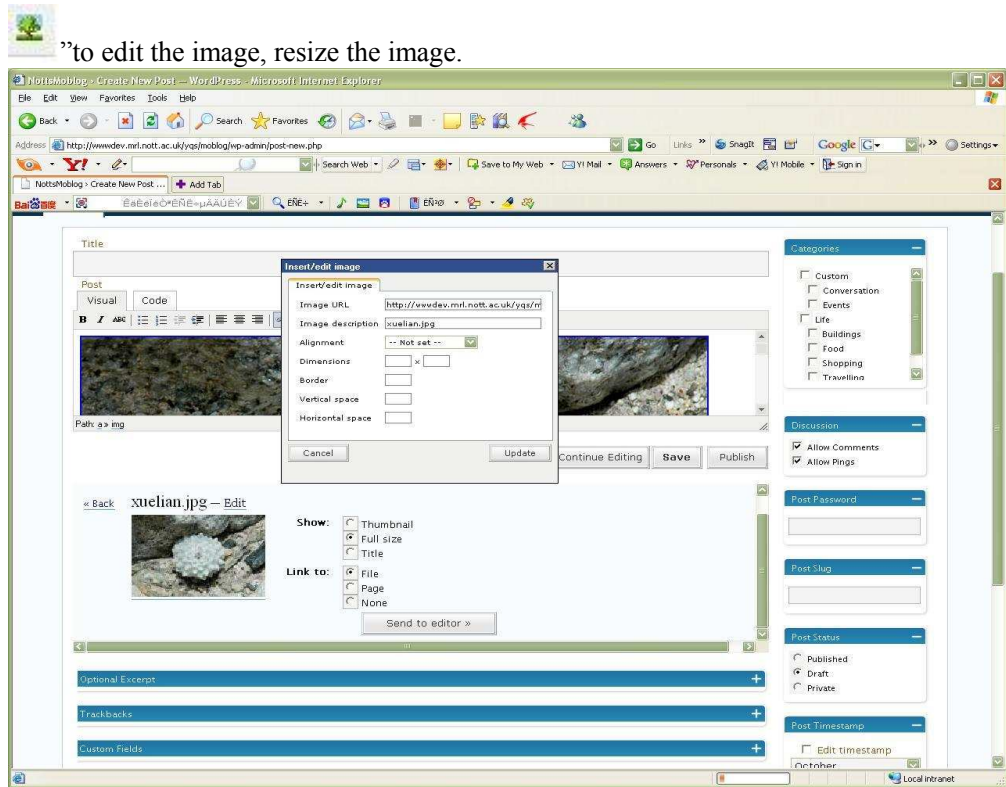 ”to edit the image, resize the image.
NottsMoblog › Create New Post — WordPress - Microsoft Internet Explorer
File Edit View Favorites Tools Help
Back Search Favorites
Address http://wwwdev.mrl.nott.ac.uk/yqs/moblog/wp-admin/post-new.php Go Links » SnagIt Google G » Settings
Y! Search Web Save to My Web Y! Mail Answers Personals Y! Mobile Sign in
NottsMoblog › Create New Post ... Add Tab
Bai百度
Title
Post
Visual Code
B I ABC
Path: a » img
Insert/edit image
Insert/edit image
Image URL http://wwwdev.mrl.nott.ac.uk/yqs/m
Image description xuelian.jpg
Alignment -- Not set --
Dimensions x
Border
Vertical space
Horizontal space
Cancel Update
Continue Editing Save Publish
« Back xuelian.jpg — Edit
Show: Thumbnail
Full size
Title
Link to: File
Page
None
Send to editor »
Optional Excerpt +
Trackbacks +
Custom Fields +
Categories
Custom
Conversation
Events
Life
Buildings
Food
Shopping
Travelling
Discussion
Allow Comments
Allow Pings
Post Password
Post Slug
Post Status
Published
Draft
Private
Post Timestamp
Edit timestamp
October
Local intranet